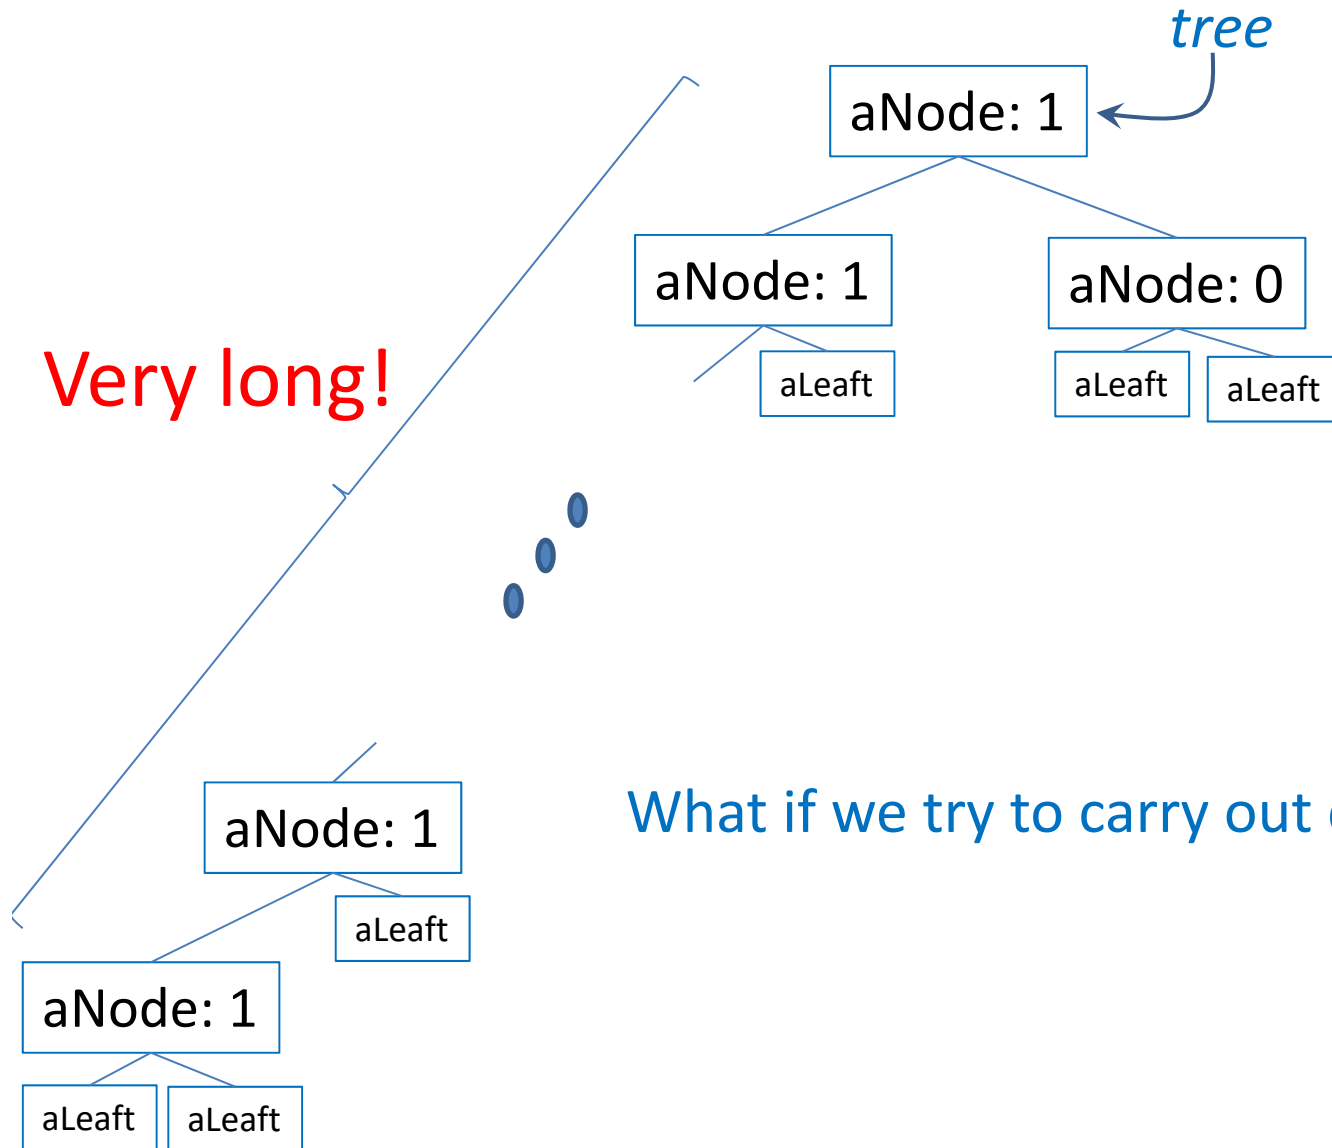 tree
aNode: 1
aNode: 1
aNode: 0
Very long!
aLeaft
aLeaft
aLeaft
What if we try to carry out
aNode: 1
aLeaft
aNode: 1
aLeaft
aLeaft